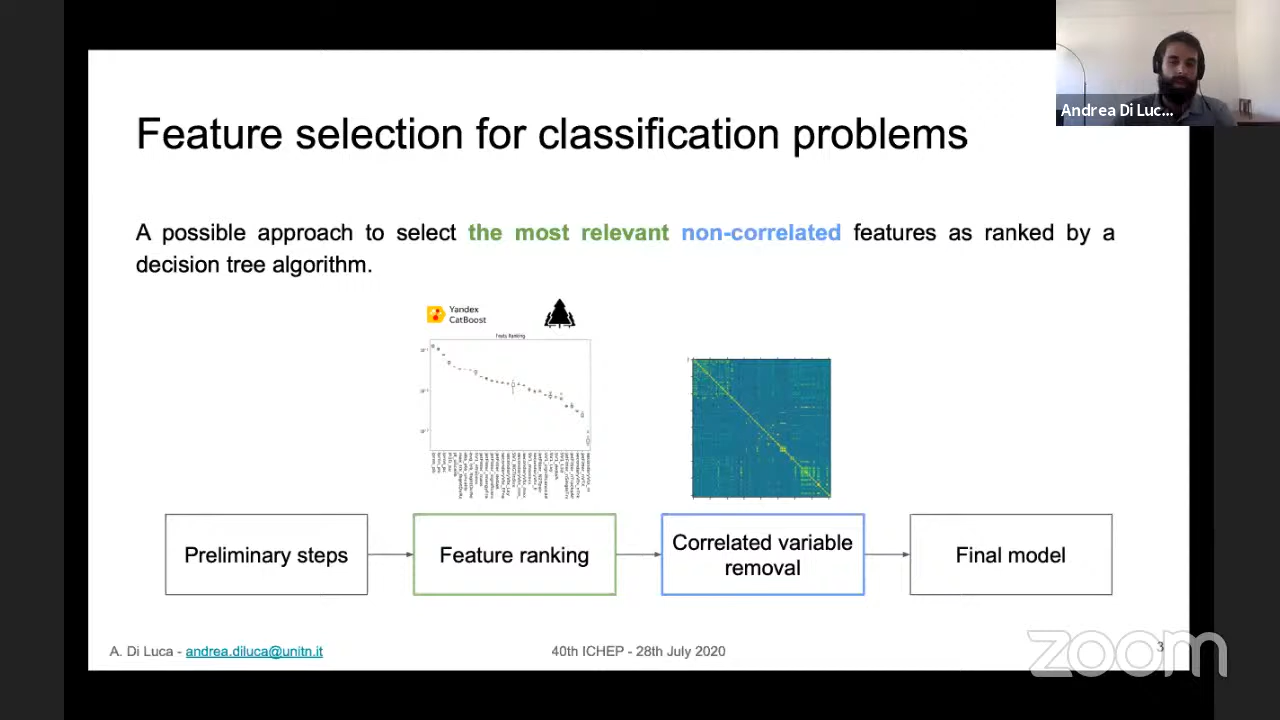 Andrea Di Luc...
Feature selection for classification problems
A possible approach to select the most relevant non-correlated features as ranked by a
decision tree algorithm.
Yandex
CatBoost
Preliminary steps
Feature ranking
Correlated variable
removal
Final model
A. Di Luca - andrea.diluca@unitn.it
40th ICHEP - 28th July 2020
3
zoom